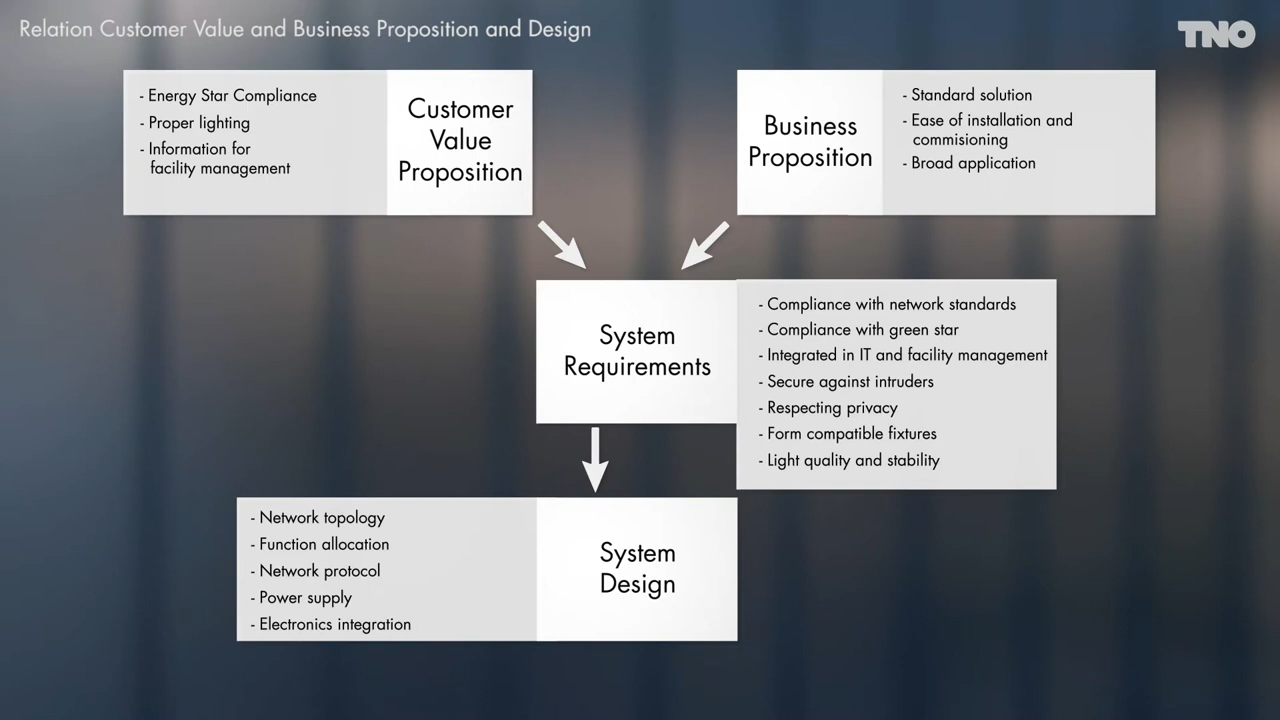 Relation Customer Value and Business Proposition and Design
TNO
- Energy Star Compliance
- Proper lighting
- Information for
facility management
Customer
Value
Proposition
Business
Proposition
- Standard solution
- Ease of installation and
commisioning
- Broad application
System
Requirements
- Compliance with network standards
- Compliance with green star
- Integrated in IT and facility management
- Secure against intruders
- Respecting privacy
- Form compatible fixtures
- Light quality and stability
- Network topology
- Function allocation
- Network protocol
- Power supply
- Electronics integration
System
Design